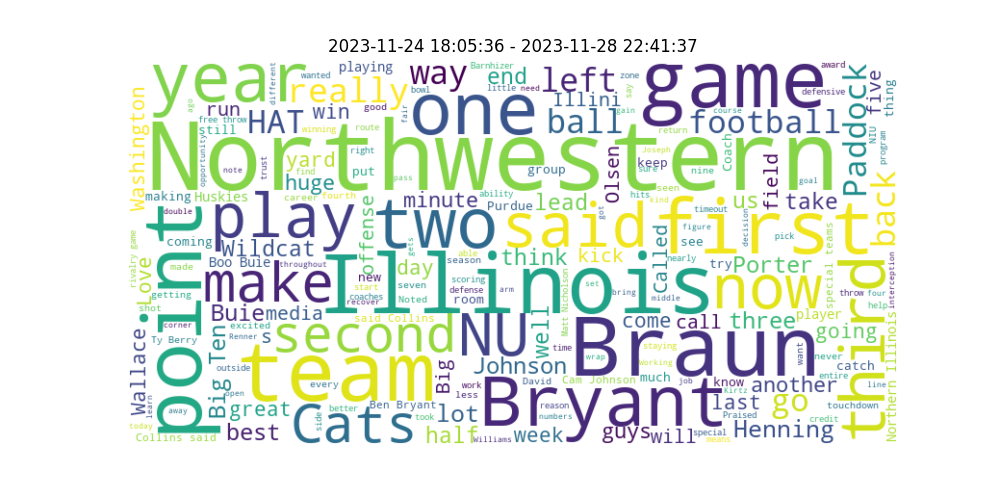 2023-11-24 18:05:36 - 2023-11-28 22:41:37
year
really
playing
way
end
left
game
award
Barnhizer
wanted
little
need
zone
say
defensive
different
ago
bowl
Illini
five
thing
Washington
run
HAT
win
good
fair
one
ball
gain
football
Paddock
free throw
still
winning
route
return
course
NIU
program
Northwestern
opportunity
note
trust
yard
find
huge
right
put
pass
group
Olsen
Joseph
sure
keep
nine
Coach
field
goal
making
Huskies
career
fourth
minute
ability
Purdue
lead
hits
seen
kind
us
take
back
double
point
play
offense
two
got
said
first
timeout
figure
decision
pick
special teams
rivalry game
coming
Wildcat
gets
season
able
think
kick
Called
see
nearly
made
Boo Buie
Love
throughout
day
try
Porter
interception
getting
make
new
start
seven
scoring
Matt Nicholson
set
bring
Illinois
now
throw
four
help
shot
coaches
Noted
defense
room
arm
middle
corner
recover
Buie
media
said Collins
NU
well
come
call
three
player
going
Northern Illinois
Ty Berry
excited
s
second
time
Braun
staying
want
never
third
Wallace
Renner
Big Ten
outside
team
Big
Johnson
wrap
Working
catch
entire
learn
open
every
work
less
David
Cam Johnson
much
job
know
Kirtz
another
line
away
great
better
Ben Bryant
Bryant
reason
numbers
last
Praised
go
touchdown
credit
today
Collins said
best
side
Cats
took
lot
half
Williams
week
guys
will
special
means
Henning